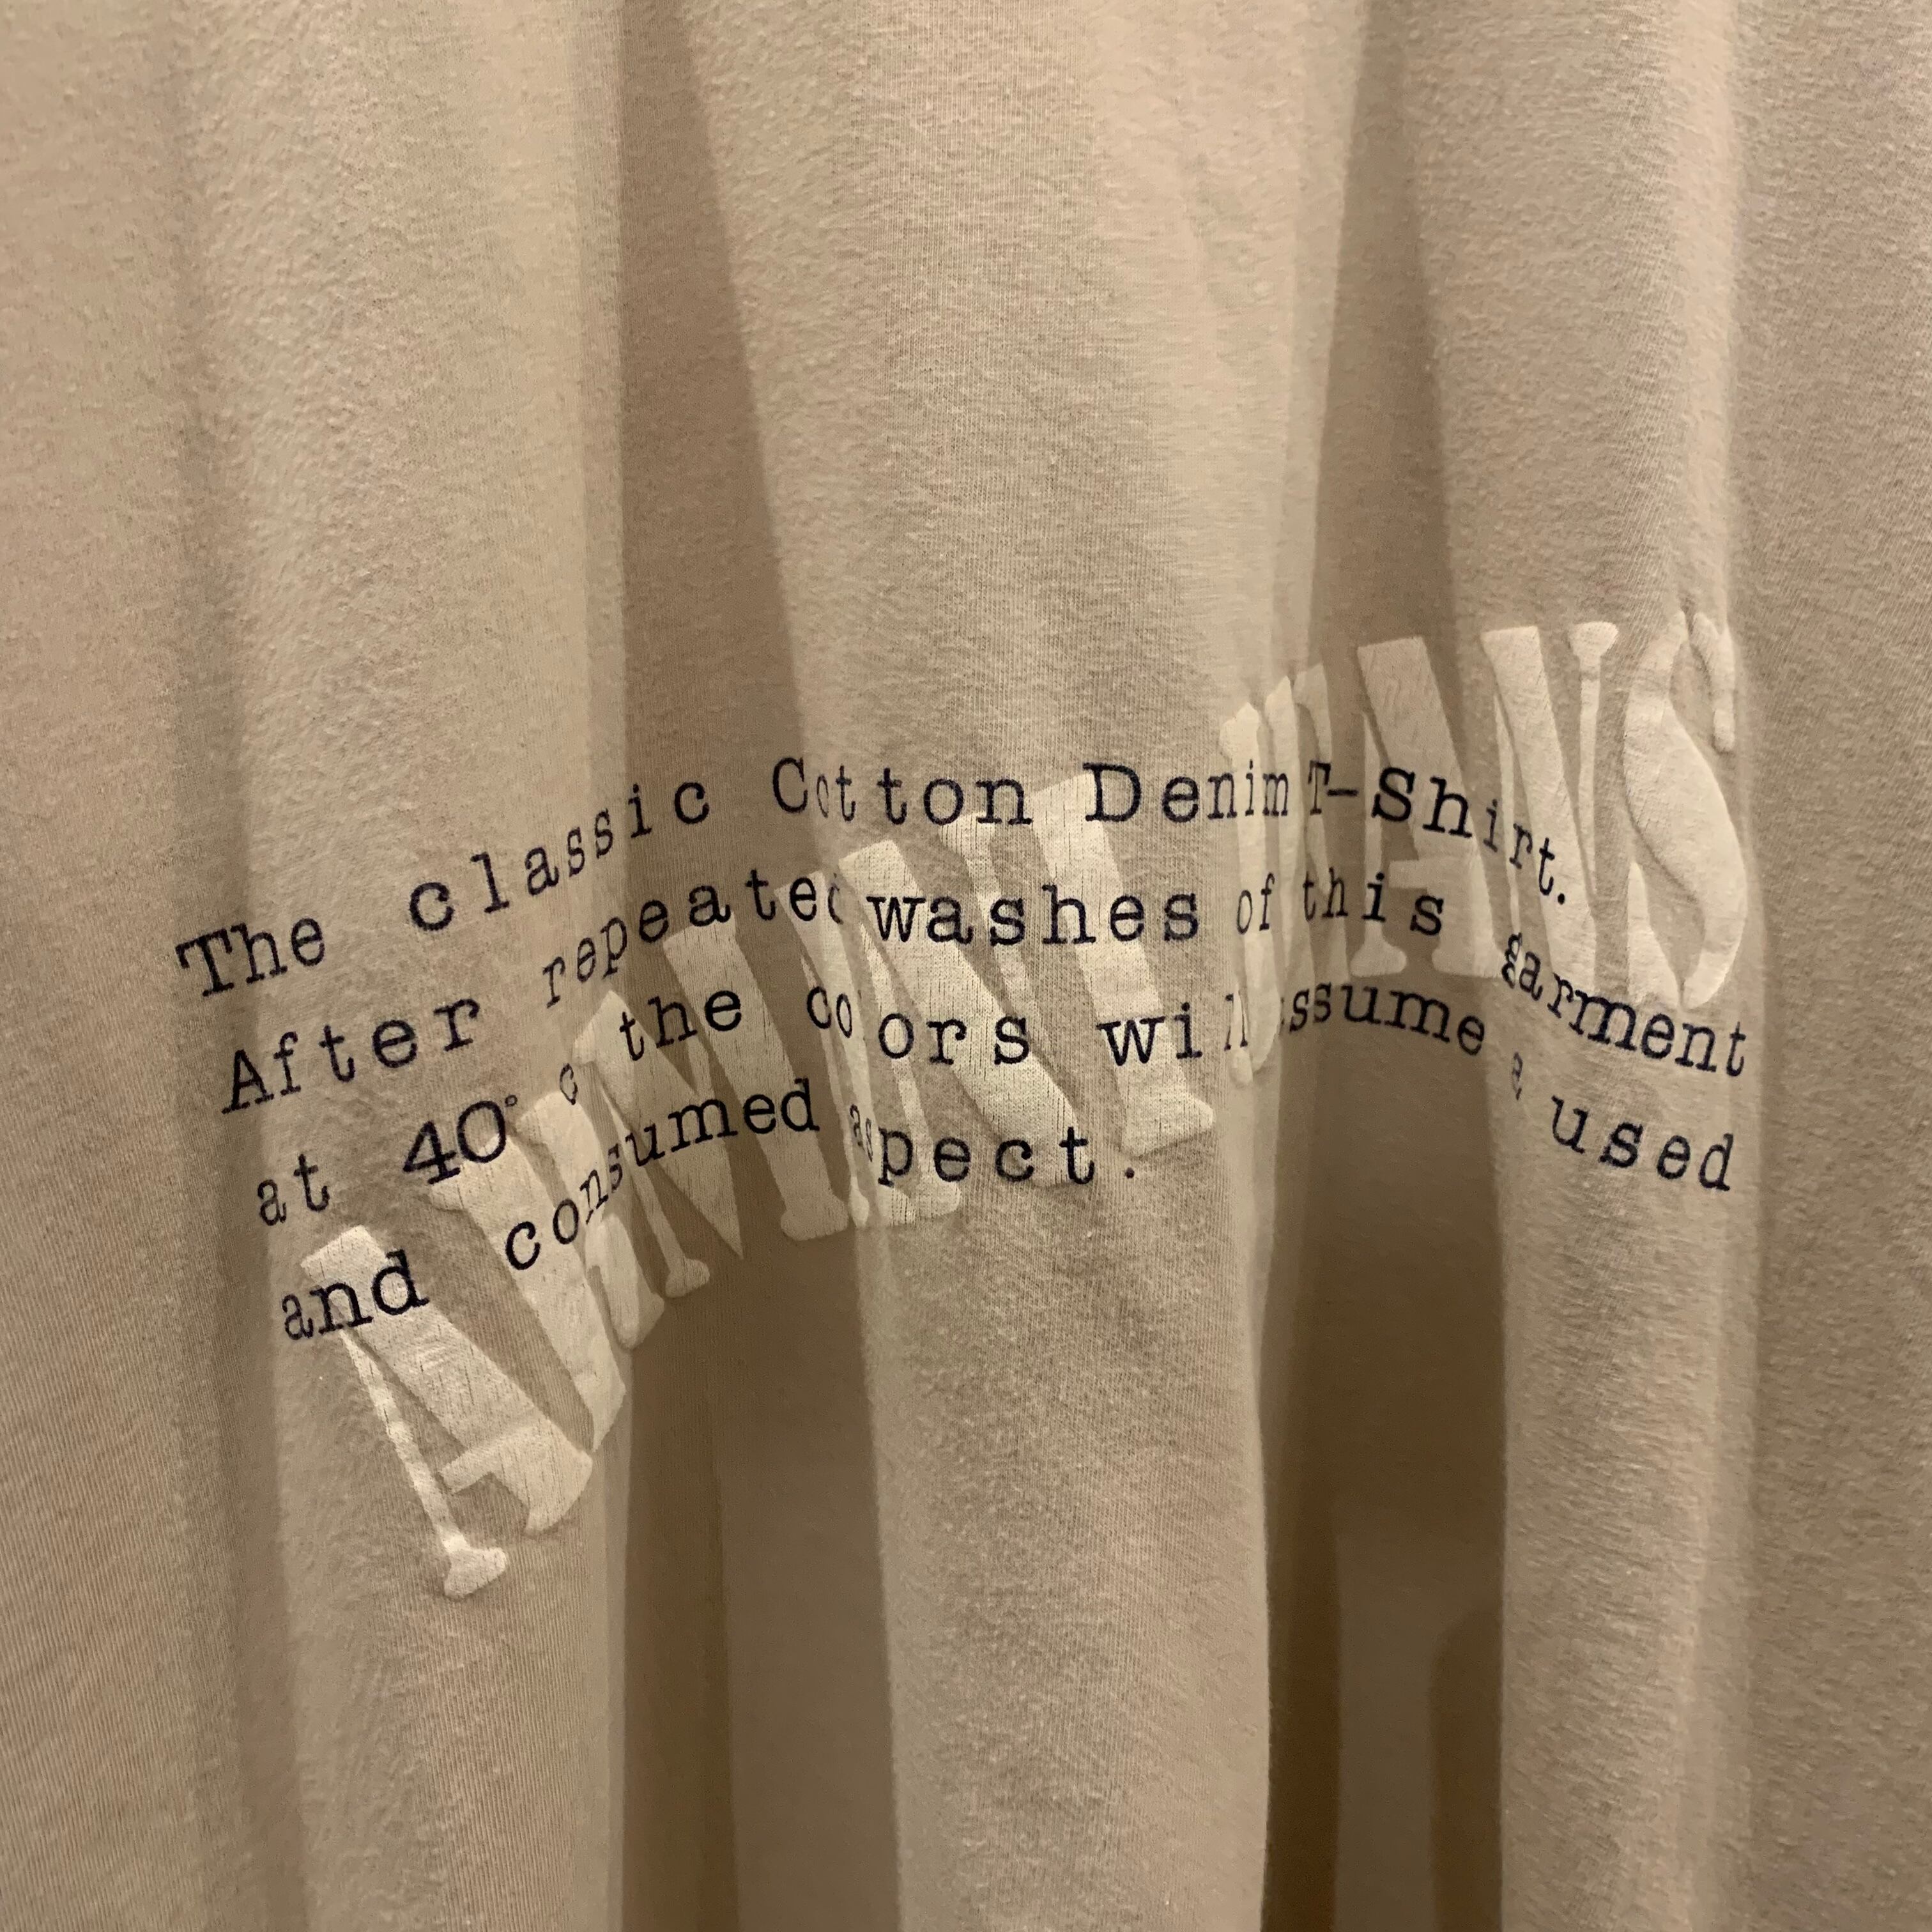 The classic Cotton Denim T-Shirt.
After repeated washes of this garment
at 40° c the colors will assume a used
and consumed aspect.
ARMANI JEANS